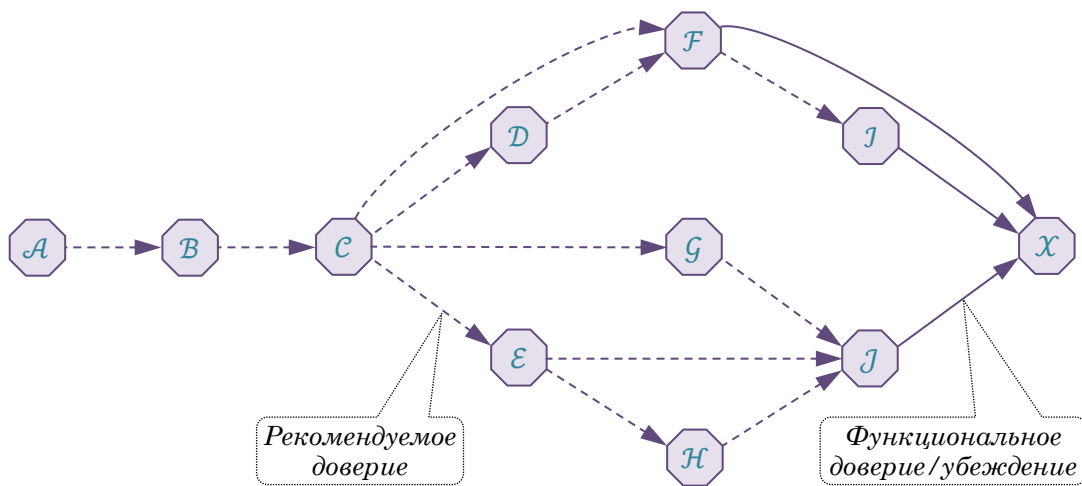 F
D
I
A
B
C
G
X
E
J
H
Рекомендуемое
доверие
Функциональное
доверие/убеждение